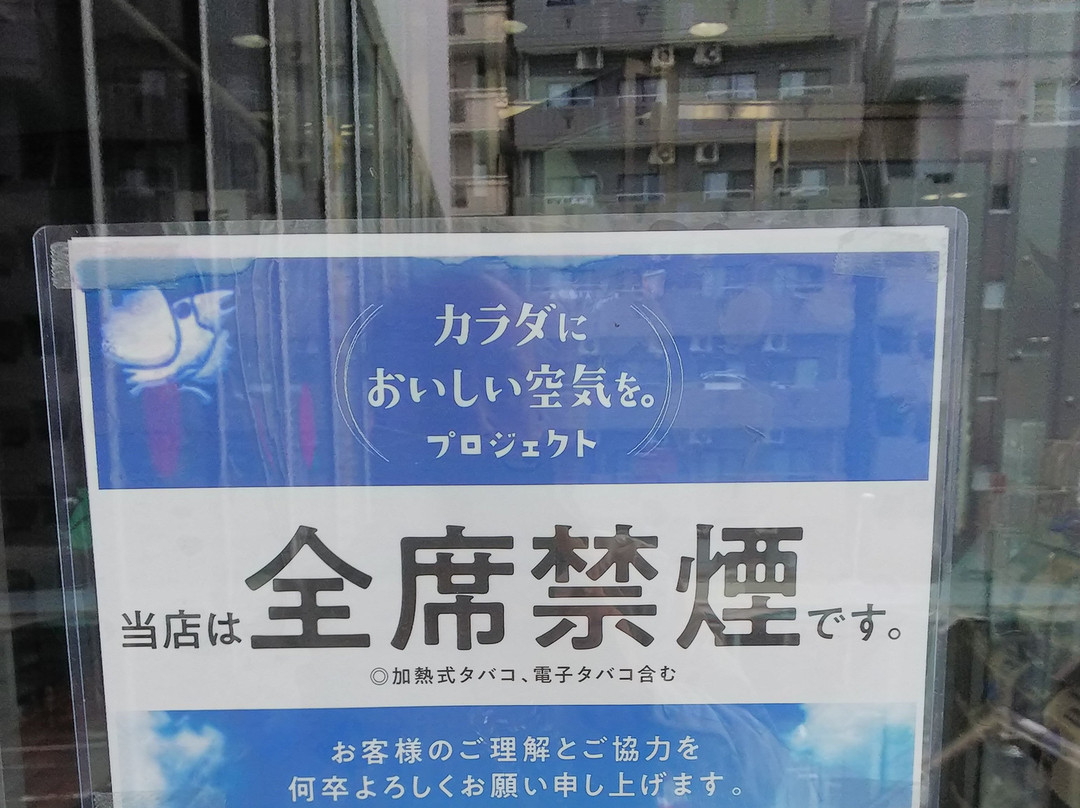 カラダに
おいしい空気を。
プロジェクト
当店は全席禁煙です。
◎加熱式タバコ、電子タバコ含む
お客様のご理解とご協力を
何卒よろしくお願い申し上げます。